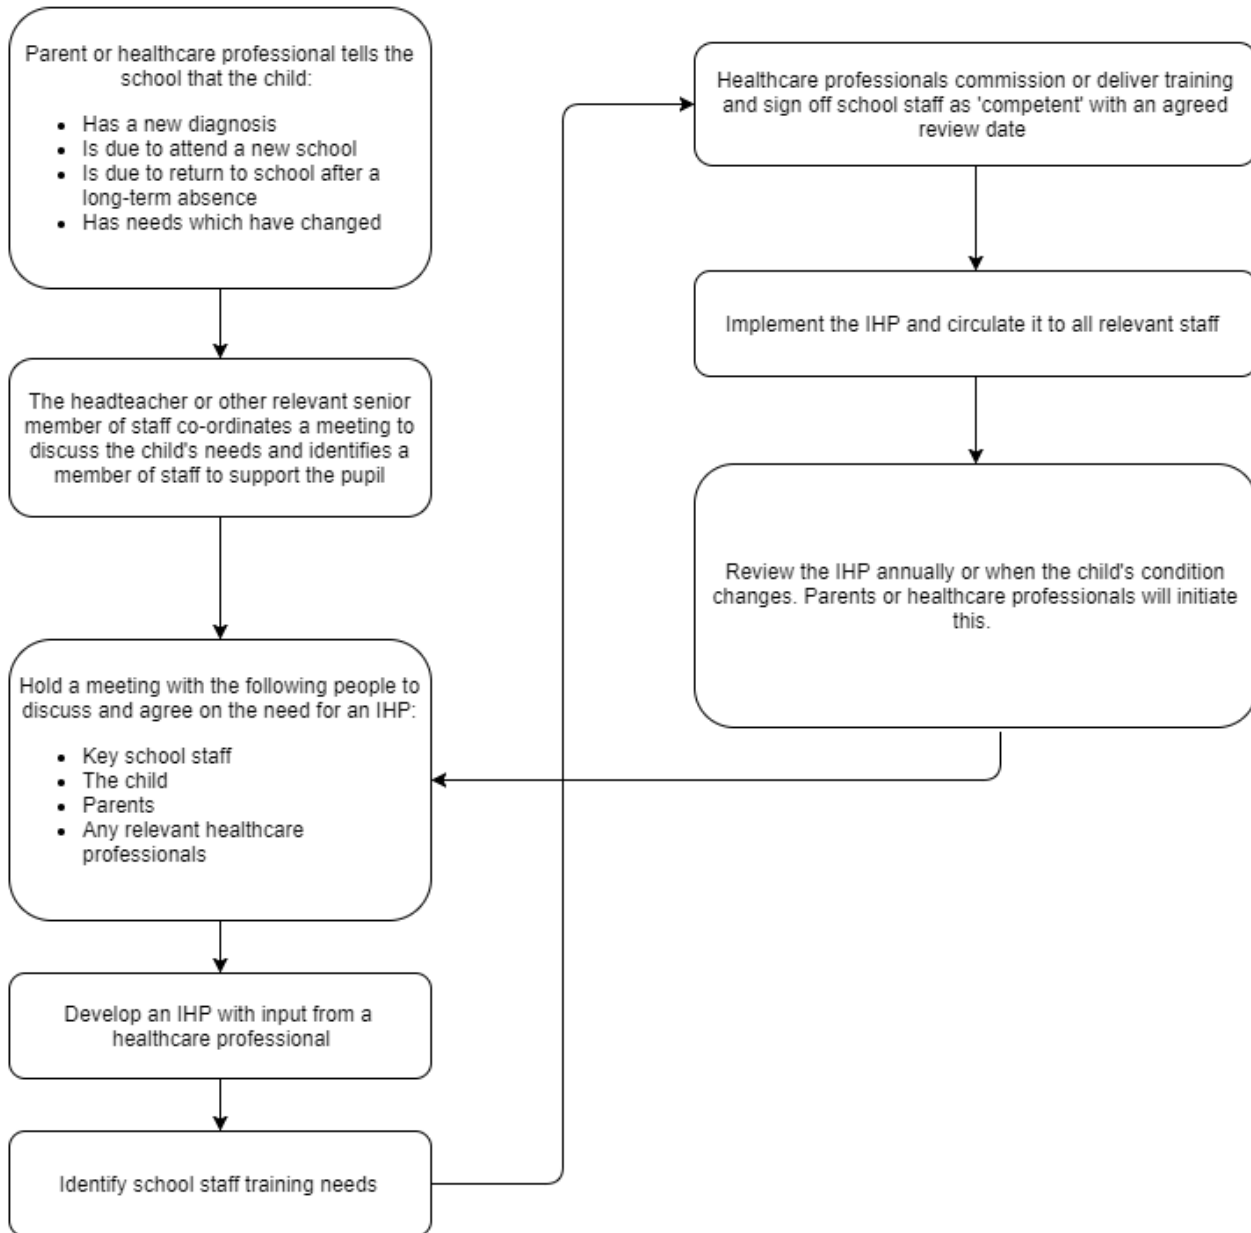 Parent or healthcare professional tells the
school that the child:
• Has a new diagnosis
• Is due to attend a new school
• Is due to return to school after a
long-term absence
• Has needs which have changed
The headteacher or other relevant senior
member of staff co-ordinates a meeting to
discuss the child's needs and identifies a
member of staff to support the pupil
Hold a meeting with the following people to
discuss and agree on the need for an IHP:
• Key school staff
• The child
• Parents
• Any relevant healthcare
professionals
Develop an IHP with input from a
healthcare professional
Identify school staff training needs
Healthcare professionals commission or deliver training
and sign off school staff as 'competent' with an agreed
review date
Implement the IHP and circulate it to all relevant staff
Review the IHP annually or when the child's condition
changes. Parents or healthcare professionals will initiate
this.